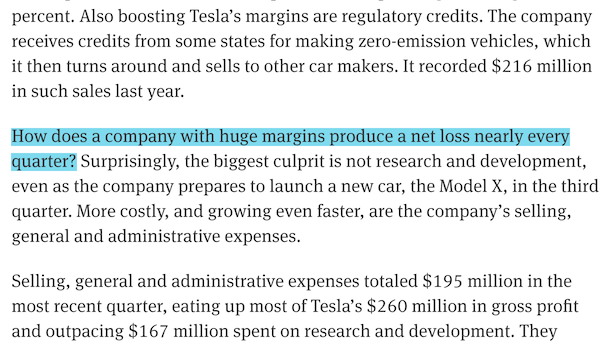 percent. Also boosting Tesla's margins are regulatory credits. The company
receives credits from some states for making zero-emission vehicles, which
it then turns around and sells to other car makers. It recorded $216 million
in such sales last year.
How does a company with huge margins produce a net loss nearly every
quarter? Surprisingly, the biggest culprit is not research and development,
even as the company prepares to launch a new car, the Model X, in the third
quarter. More costly, and growing even faster, are the company's selling,
general and administrative expenses.
Selling, general and administrative expenses totaled $195 million in the
most recent quarter, eating up most of Tesla's $260 million in gross profit
and outpacing $167 million spent on research and development. They